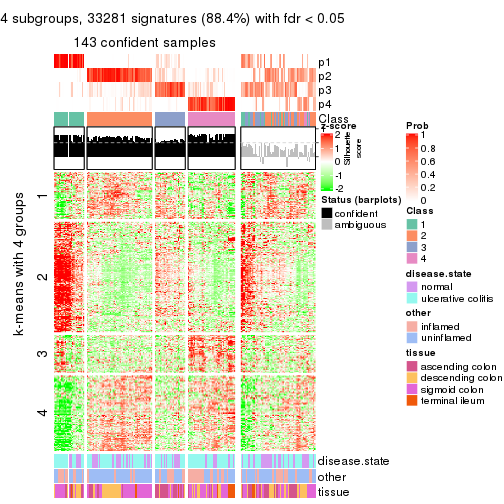 4 subgroups, 33281 signatures (88.4%) with fdr < 0.05
143 confident samples
p1
p2
p3
p4
Class
z-score
2
1
0
-1
-2
Silhouette
score
k-means with 4 groups
1
2
3
4
disease.state
other
tissue
Status (barplots)
confident
ambiguous
Prob
1
0.8
0.6
0.4
0.2
0
Class
1
2
3
4
disease.state
normal
ulcerative colitis
other
inflamed
uninflamed
tissue
ascending colon
descending colon
sigmoid colon
terminal ileum